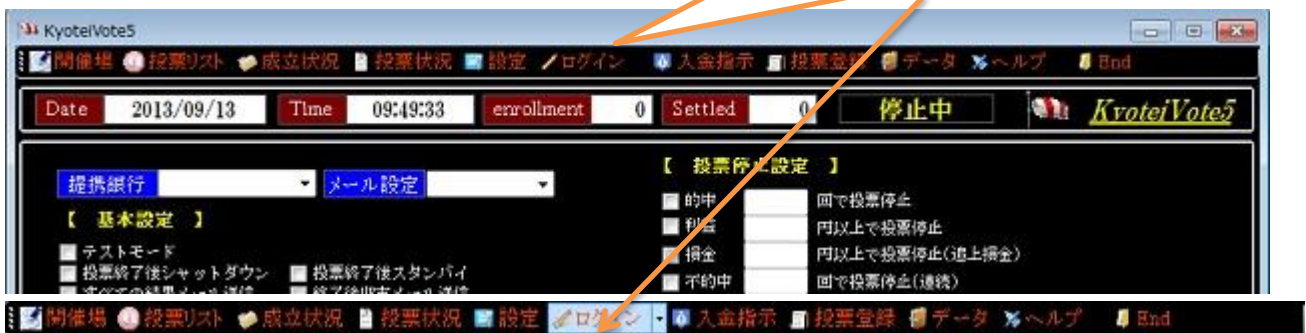 KyoteiVote5
開催場 投票リスト 成立状況 投票状況 設定 ログイン 入金指示 投票登録 データ ヘルプ End
Date 2013/09/13 Time 09:49:33 enrollment 0 Settled 0 停止中 KyoteiVote5
提携銀行 メール設定
【 基本設定 】
テストモード
投票終了後シャットダウン 投票終了後スタンバイ
【 投票停止設定 】
的中 回で投票停止
利益 円以上で投票停止
損金 円以上で投票停止(追上損金)
不的中 回で投票停止(連続)
開催場 投票リスト 成立状況 投票状況 設定 ログイン 入金指示 投票登録 データ ヘルプ End